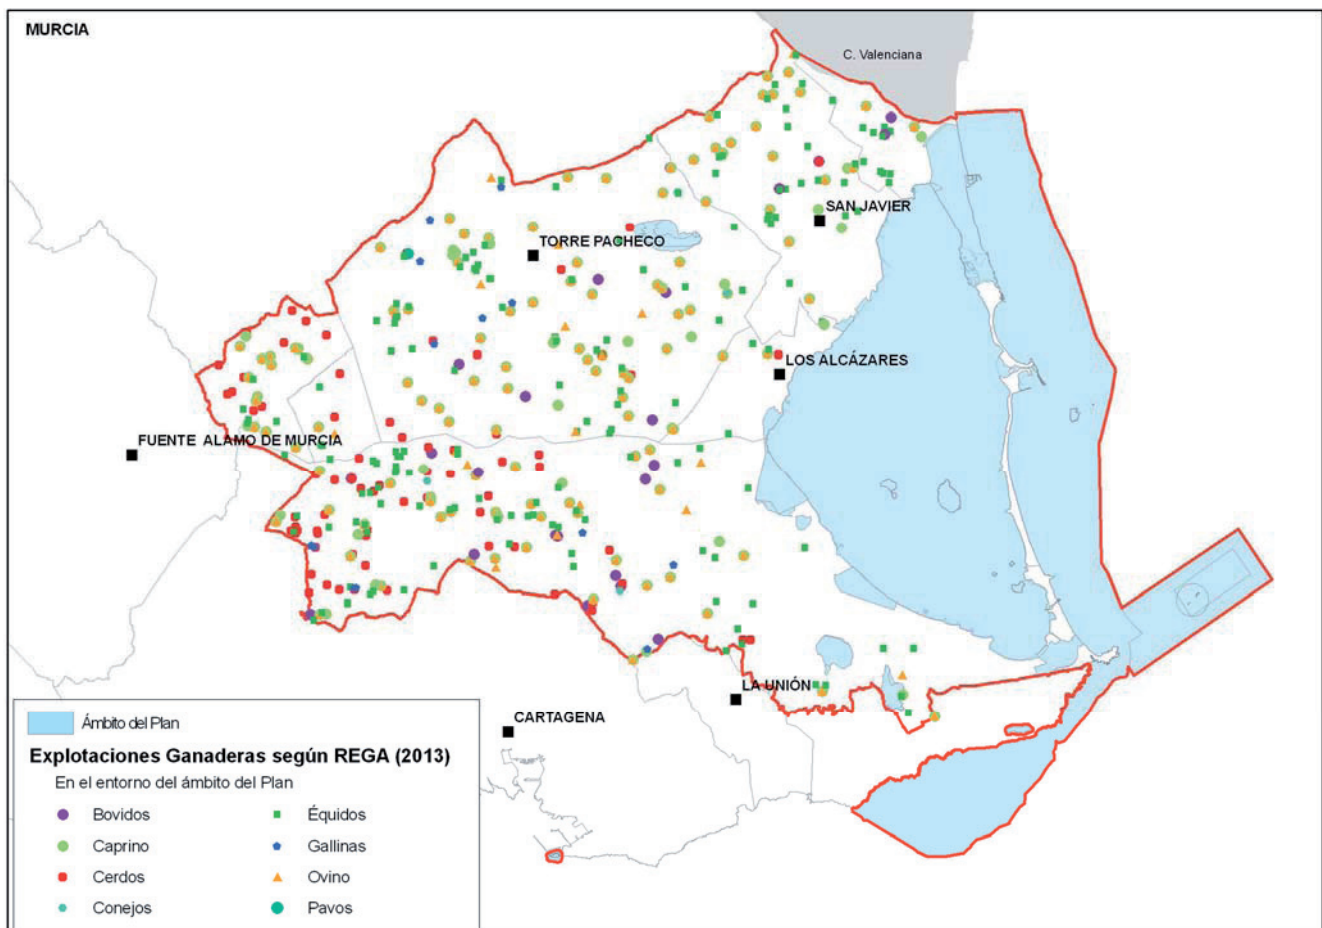 MURCIA
C. Valenciana
SAN JAVIER
TORRE PACHECO
LOS ALCÁZARES
FUENTE ALAMO DE MURCIA
LA UNIÓN
CARTAGENA
Ámbito del Plan
Explotaciones Ganaderas según REGA (2013)
En el entorno del ámbito del Plan
Bovidos
Équidos
Caprino
Gallinas
Cerdos
Ovino
Conejos
Pavos